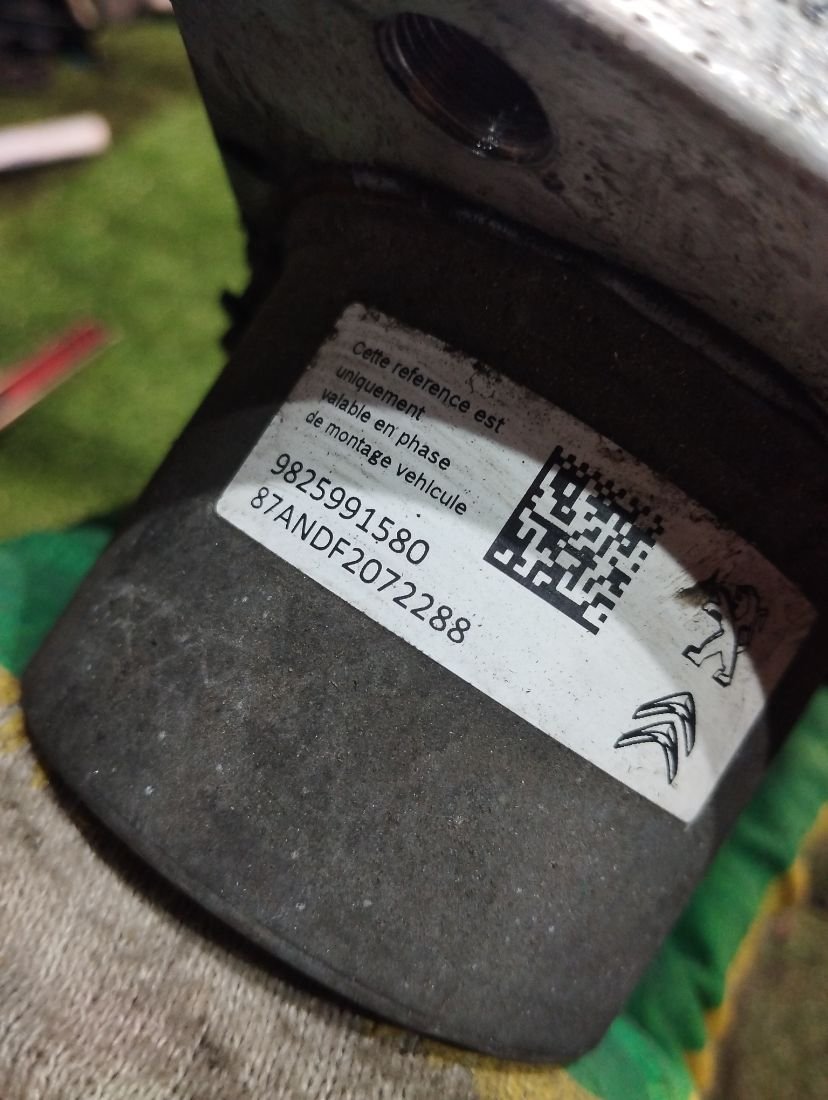 Cette reference est
uniquement
valable en phase
de montage vehicule
9825991580
87ANDF2072288